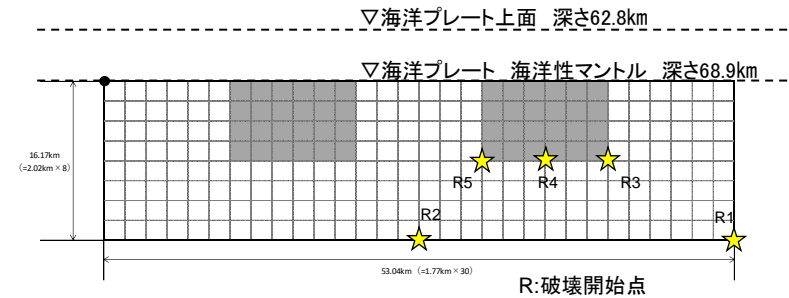 ▽海洋プレート上面 深さ62.8km
▽海洋プレート 海洋性マントル 深さ68.9km
16.17km
(=2.02km×8)
R5
R4
R3
R2
R1
53.04km (=1.77km×30)
R:破壊開始点